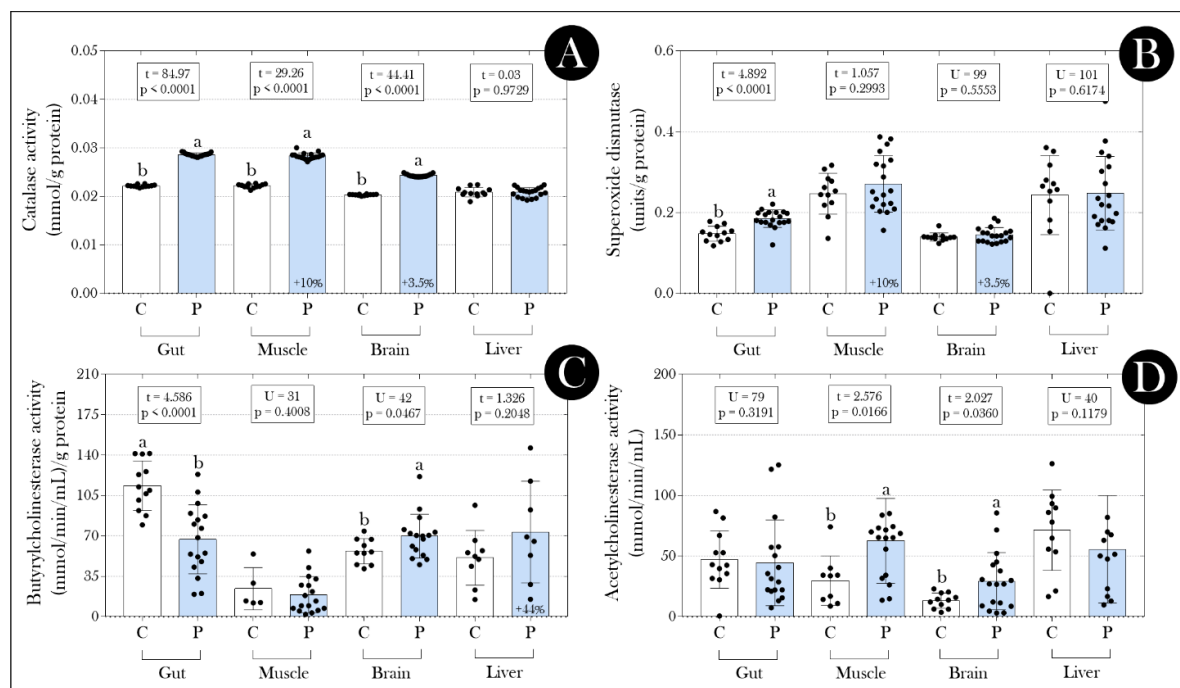 A
Catalase activity
(mmol/g protein)
0.05
0.04
0.03
0.02
0.01
0.00
t = 84.97
p < 0.0001
t = 29.26
p < 0.0001
t = 44.41
p < 0.0001
t = 0.03
p = 0.9729
b
a
b
a
b
a
+10%
+3.5%
C P C P C P C P
Gut Muscle Brain Liver
B
Superoxide dismutase
(units/g protein)
0.6
0.4
0.2
0.0
t = 4.892
p < 0.0001
t = 1.057
p = 0.2993
U = 99
p = 0.5553
U = 101
p = 0.6174
b
a
+10%
+3.5%
C P C P C P C P
Gut Muscle Brain Liver
C
Butyrylcholinesterase activity
(mmol/min/mL)/g protein
210
175
140
105
70
35
0
t = 4.586
p < 0.0001
U = 31
p = 0.4008
U = 42
p = 0.0467
t = 1.326
p = 0.2048
a
b
b
a
+44%
C P C P C P C P
Gut Muscle Brain Liver
D
Acetylcholinesterase activity
(mmol/min/mL)
200
150
100
50
0
U = 79
p = 0.3191
t = 2.576
p = 0.0166
t = 2.027
p = 0.0360
U = 40
p = 0.1179
b
a
b
a
C P C P C P C P
Gut Muscle Brain Liver